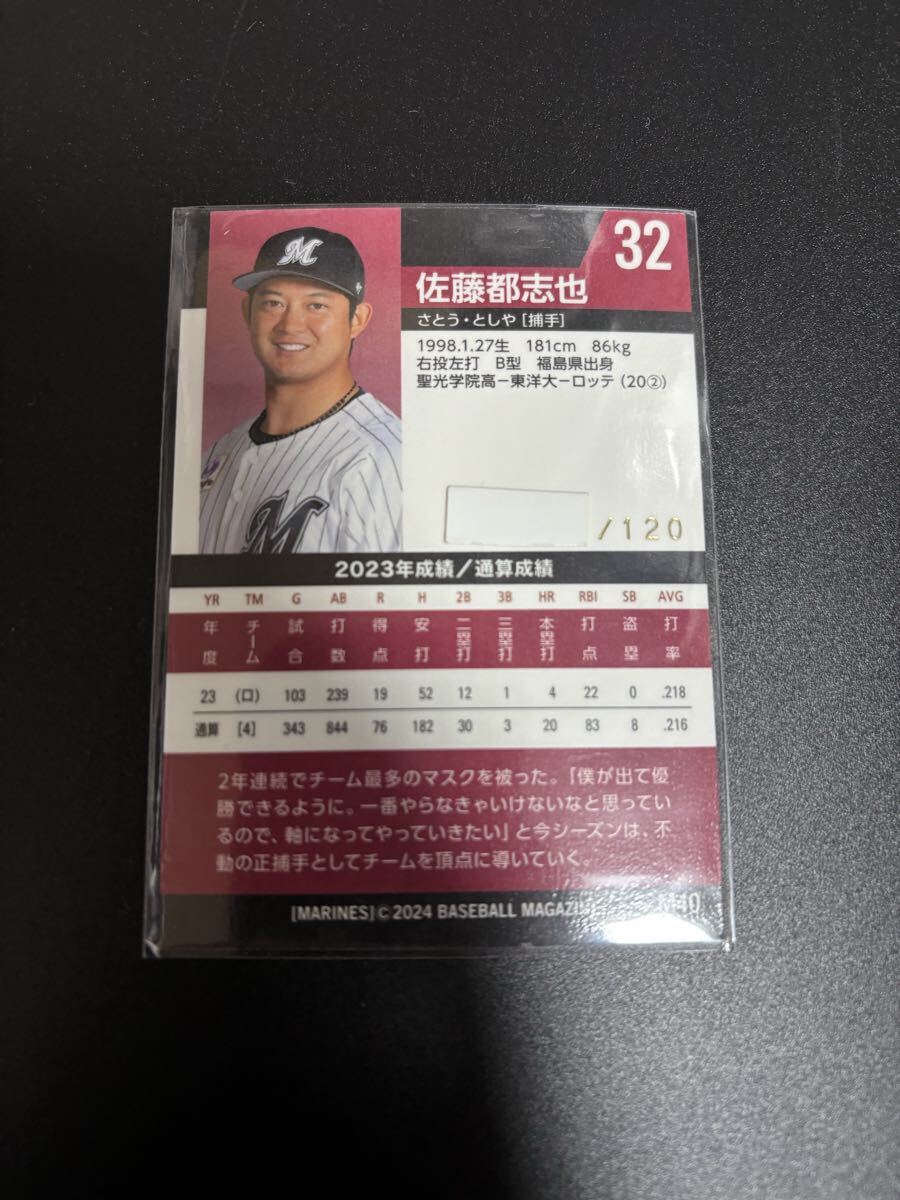 32
佐藤都志也
さとう・としや [捕手]
1998.1.27生 181cm 86kg
右投左打 B型 福島県出身
聖光学院高−東洋大−ロッテ（20②）
M
M
/120
2023年成績／通算成績
YR TM G AB R H 2B 3B HR RBI SB AVG
年度 チーム 試合 打数 得点 安打 二塁打 三塁打 本塁打 打点 盗塁 打率
23 (ロ) 103 239 19 52 12 1 4 22 0 .218
通算 [4] 343 844 76 182 30 3 20 83 8 .216
2年連続でチーム最多のマスクを被った。「僕が出て優
勝できるように。一番やらなきゃいけないなと思ってい
るので、軸になってやっていきたい」と今シーズンは、不
動の正捕手としてチームを頂点に導いていく。
[MARINES]© 2024 BASEBALL